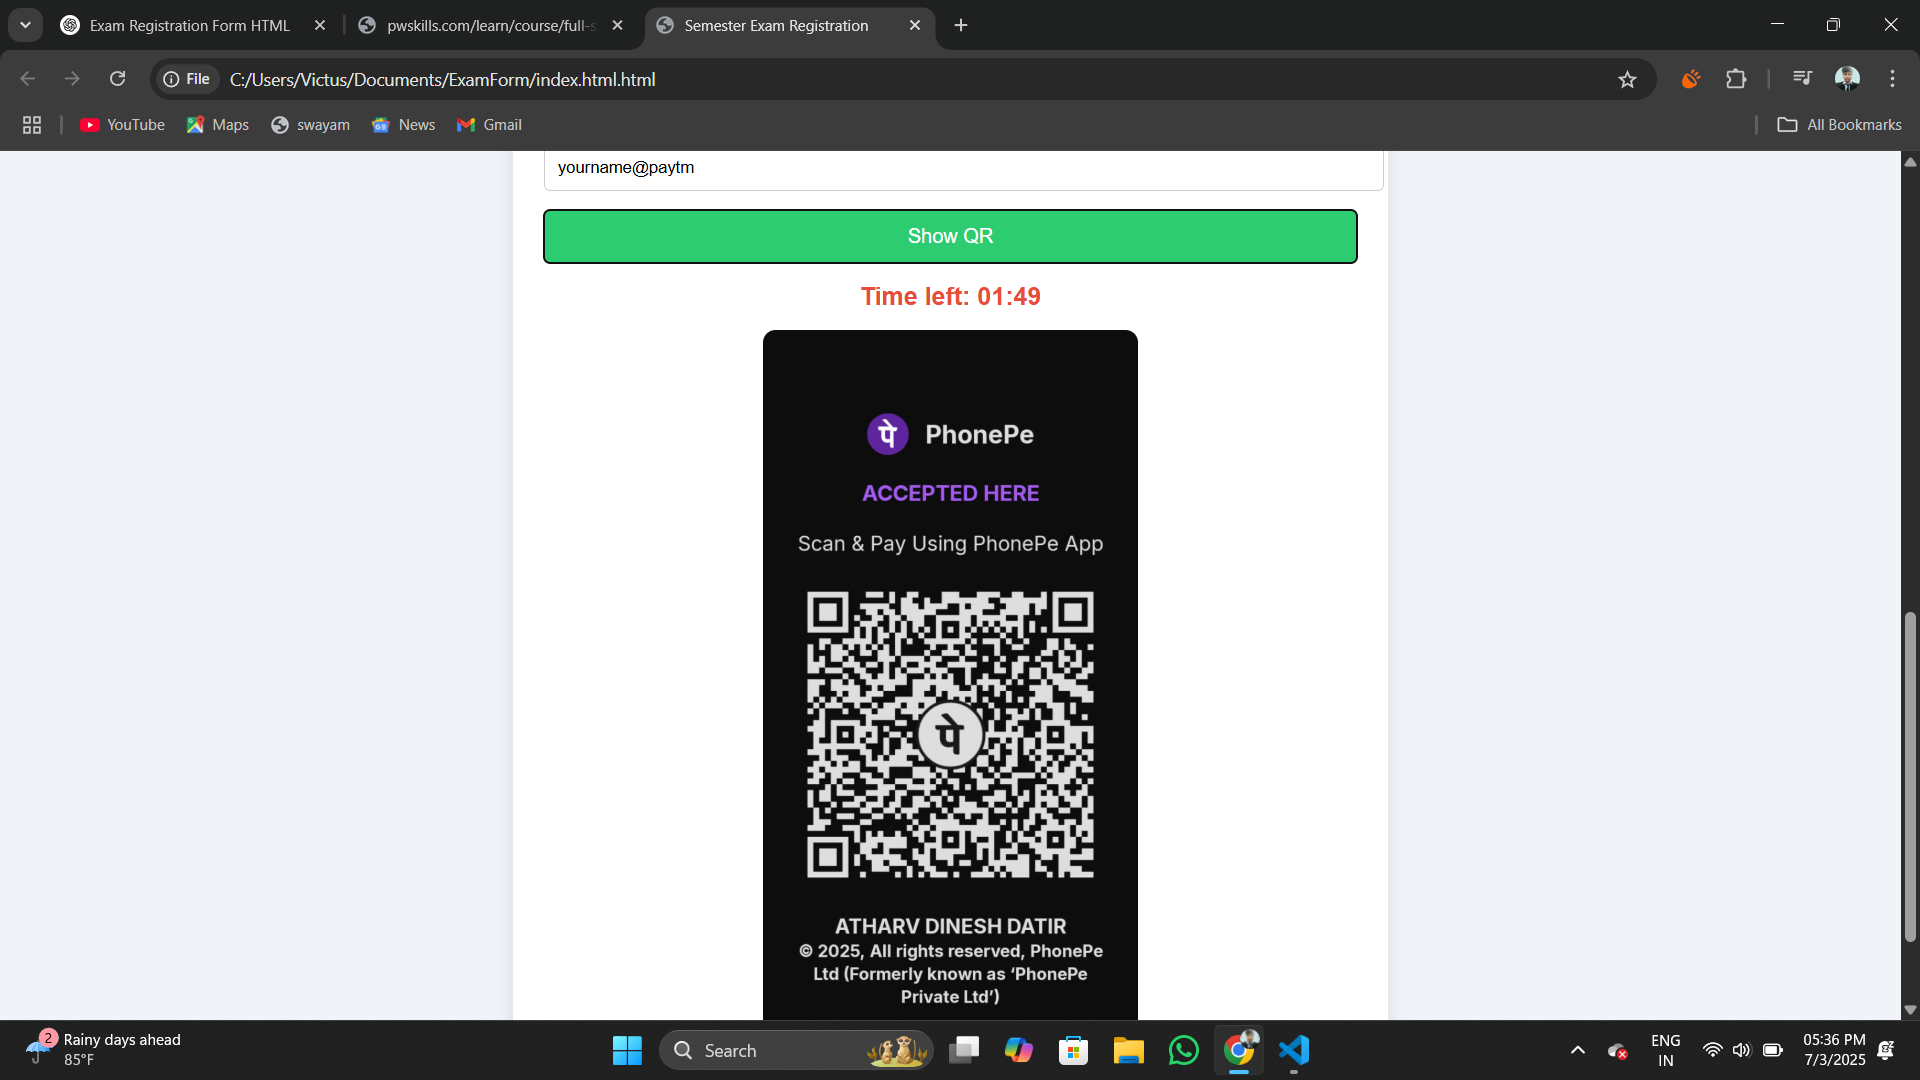 Exam Registration Form HTML
pwskills.com/learn/course/full-s
Semester Exam Registration
File
C:/Users/Victus/Documents/ExamForm/index.html.html
YouTube
Maps
swayam
News
Gmail
All Bookmarks
yourname@paytm
Show QR
Time left: 01:49
पे PhonePe
ACCEPTED HERE
Scan & Pay Using PhonePe App
पे
ATHARV DINESH DATIR
© 2025, All rights reserved, PhonePe
Ltd (Formerly known as ‘PhonePe
Private Ltd’)
2
Rainy days ahead
85°F
Search
ENG
IN
05:36 PM
7/3/2025